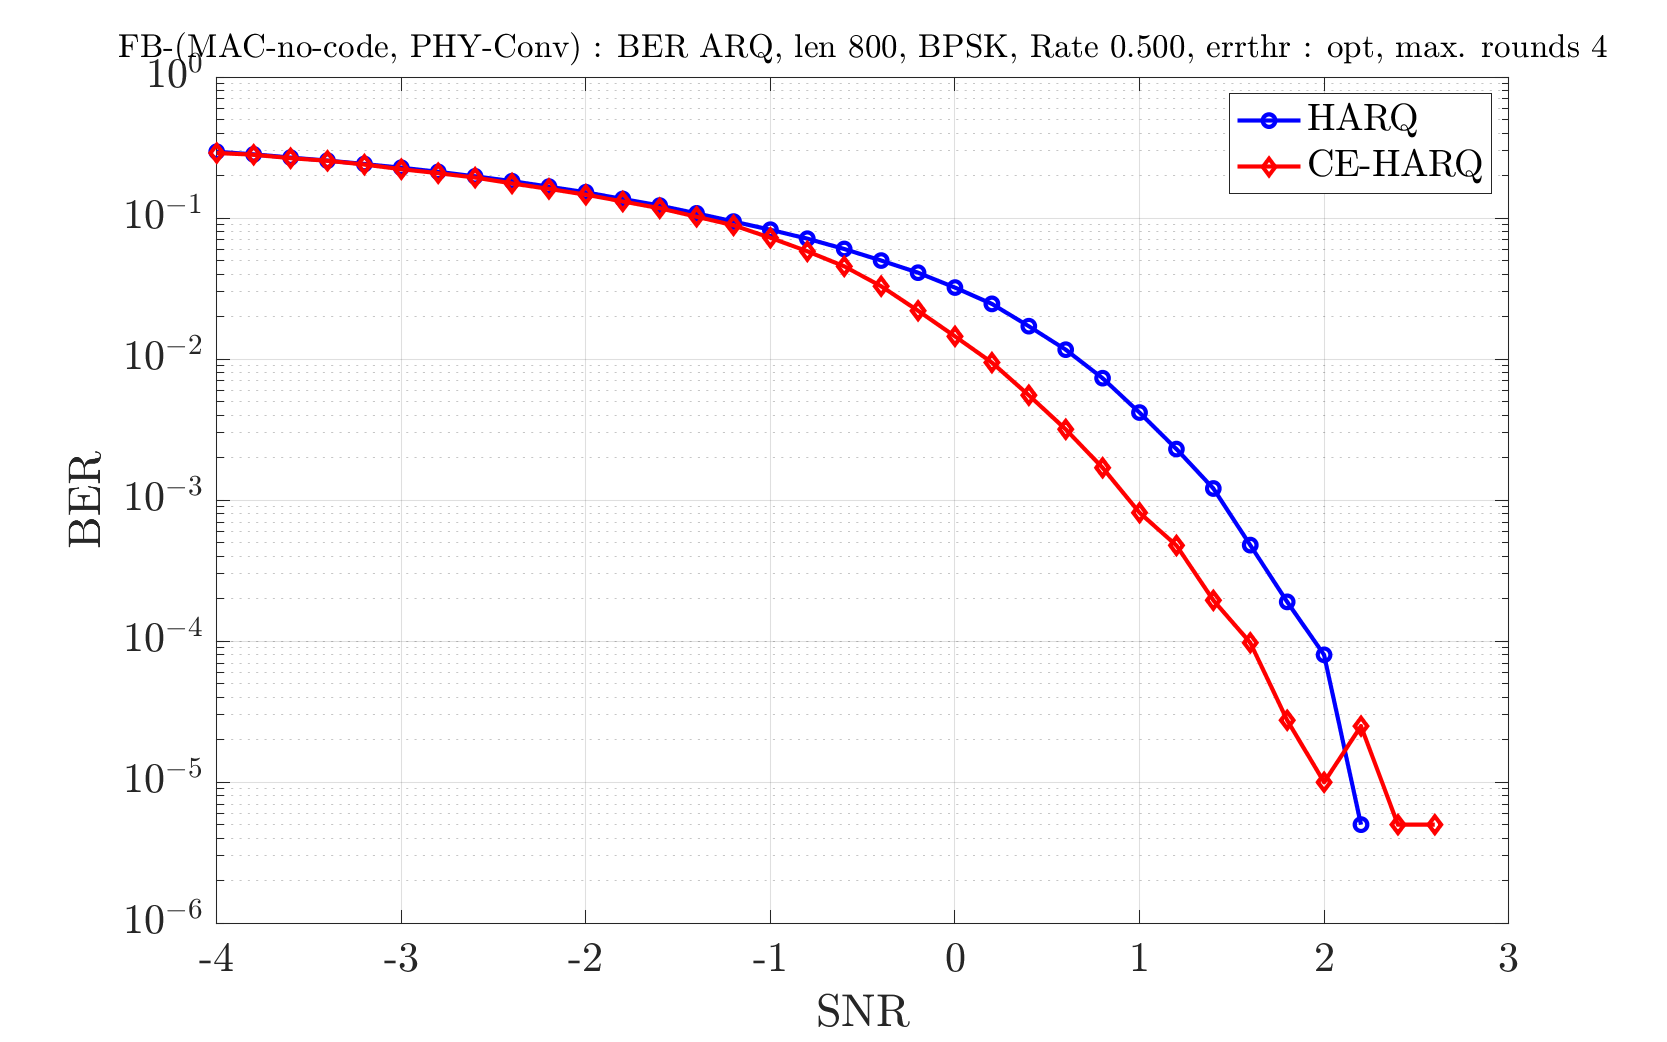 FB-(MAC-no-code, PHY-Conv) : BER ARQ, len 800, BPSK, Rate 0.500, errthr : opt, max. rounds 4
10^0
HARQ
CE-HARQ
10^{-1}
10^{-2}
BER
10^{-3}
10^{-4}
10^{-5}
10^{-6}
-4 -3 -2 -1 0 1 2 3
SNR